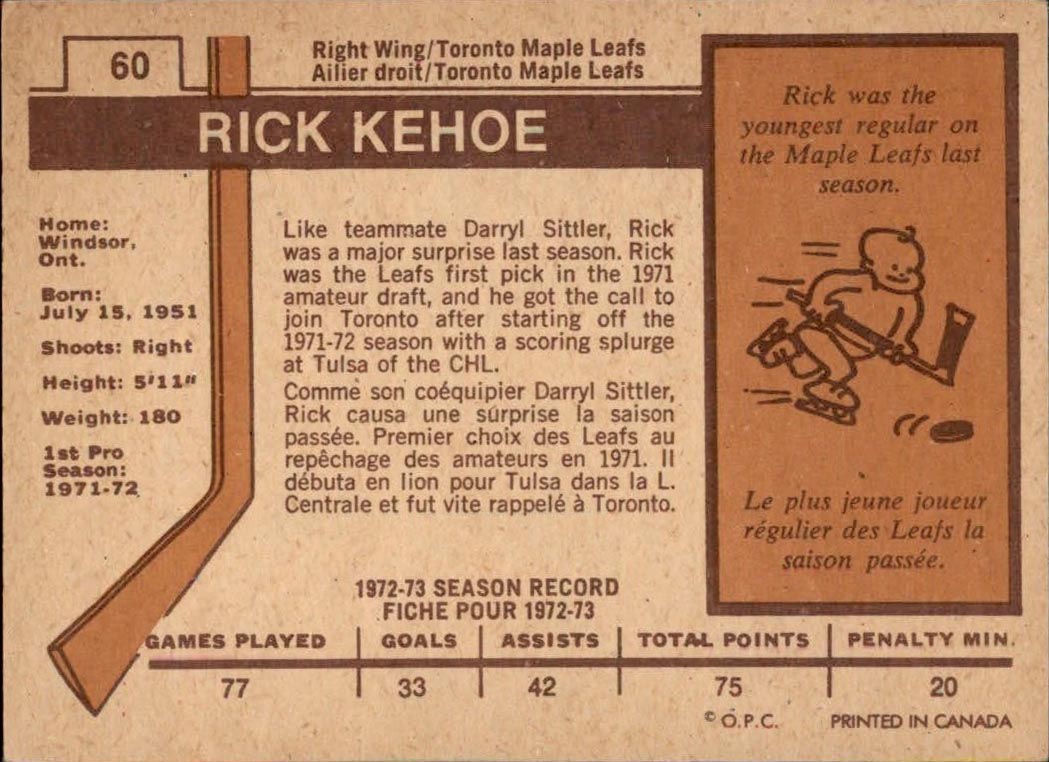 60
Right Wing/Toronto Maple Leafs
Ailier droit/Toronto Maple Leafs
RICK KEHOE
Home:
Windsor,
Ont.
Born:
July 15, 1951
Shoots: Right
Height: 5'11"
Weight: 180
1st Pro
Season:
1971-72
Like teammate Darryl Sittler, Rick
was a major surprise last season. Rick
was the Leafs first pick in the 1971
amateur draft, and he got the call to
join Toronto after starting off the
1971-72 season with a scoring splurge
at Tulsa of the CHL.
Comme son coéquipier Darryl Sittler,
Rick causa une surprise la saison
passée. Premier choix des Leafs au
repêchage des amateurs en 1971. Il
débuta en lion pour Tulsa dans la L.
Centrale et fut vite rappelé à Toronto.
Rick was the
youngest regular on
the Maple Leafs last
season.
Le plus jeune joueur
régulier des Leafs la
saison passée.
1972-73 SEASON RECORD
FICHE POUR 1972-73
GAMES PLAYED GOALS ASSISTS TOTAL POINTS PENALTY MIN.
77 33 42 75 20
© O.P.C. PRINTED IN CANADA